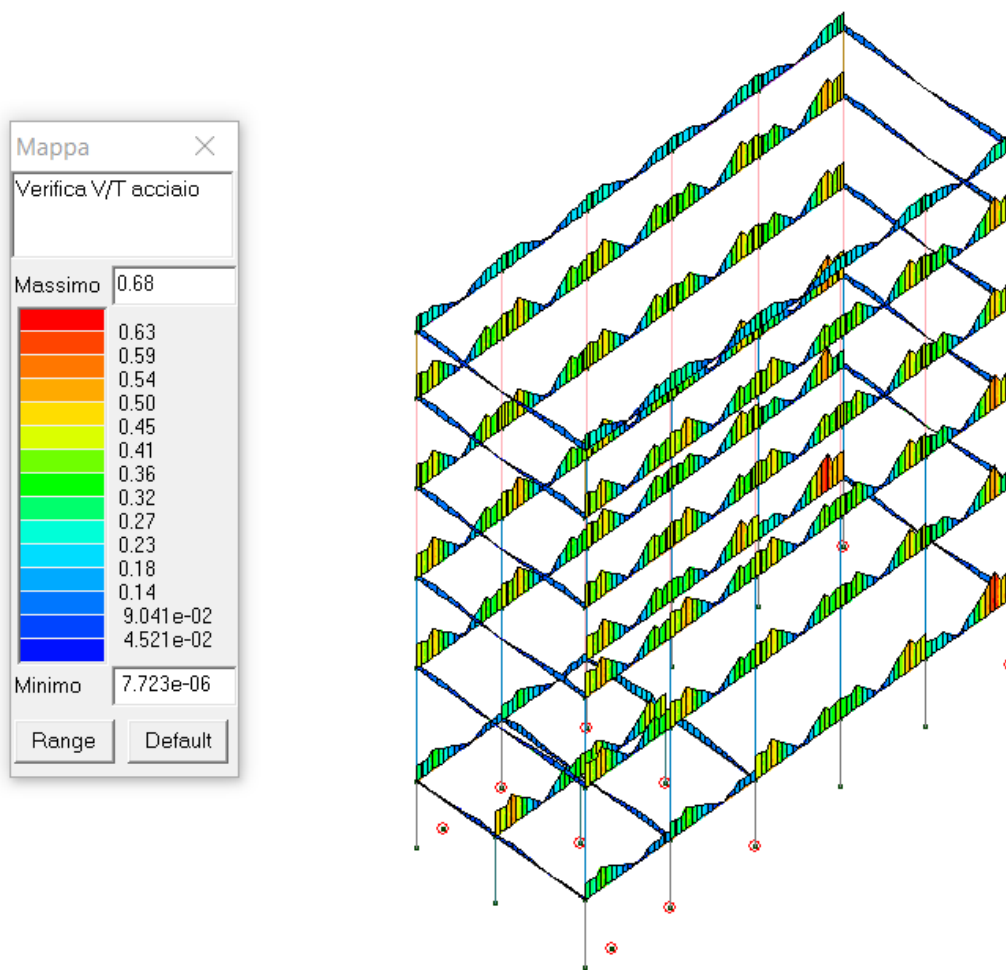 Mappa
Verifica V/T acciaio
Massimo 0.68
0.63
0.59
0.54
0.50
0.45
0.41
0.36
0.32
0.27
0.23
0.18
0.14
9.041e-02
4.521e-02
Minimo 7.723e-06
Range Default